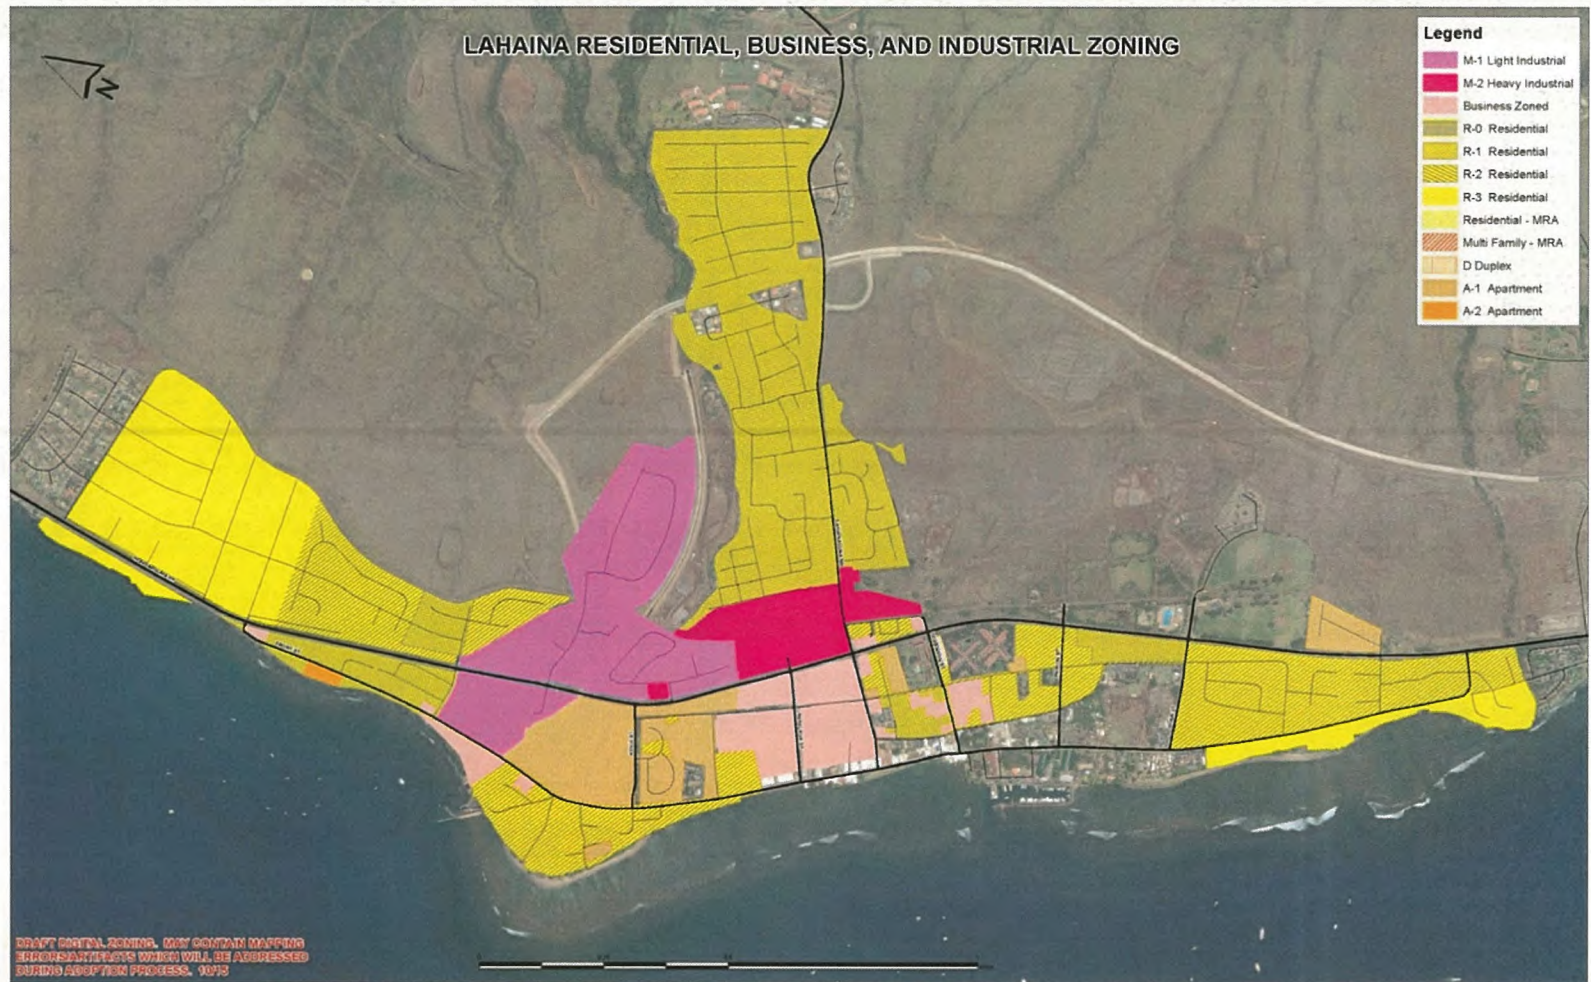 LAHAINA RESIDENTIAL, BUSINESS, AND INDUSTRIAL ZONING
N
Legend
M-1 Light Industrial
M-2 Heavy Industrial
Business Zoned
R-0 Residential
R-1 Residential
R-2 Residential
R-3 Residential
Residential - MRA
Multi Family - MRA
D Duplex
A-1 Apartment
A-2 Apartment
DRAFT DIGITAL ZONING. MAY CONTAIN MAPPING
ERRORS/ARTIFACTS WHICH WILL BE ADDRESSED
DURING ADOPTION PROCESS. 10/15